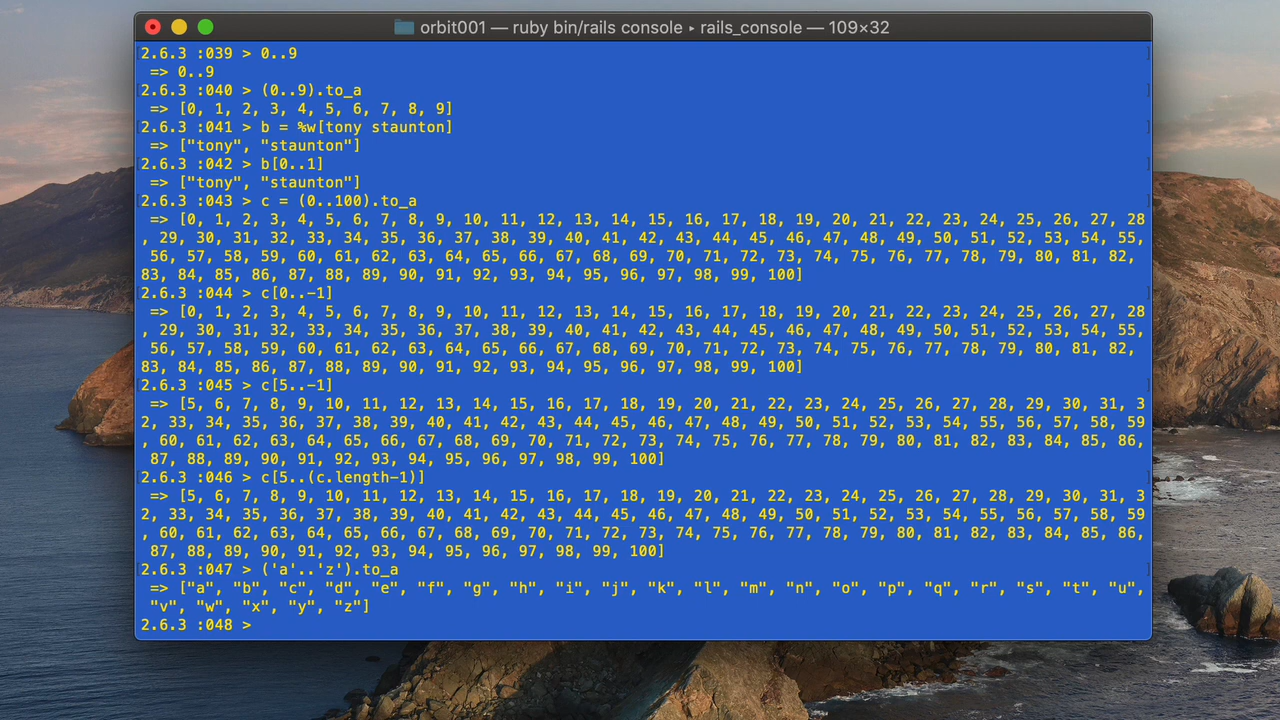 orbit001 — ruby bin/rails console ▸ rails_console — 109×32
2.6.3 :039 > 0..9
=> 0..9
2.6.3 :040 > (0..9).to_a
=> [0, 1, 2, 3, 4, 5, 6, 7, 8, 9]
2.6.3 :041 > b = %w[tony staunton]
=> ["tony", "staunton"]
2.6.3 :042 > b[0..1]
=> ["tony", "staunton"]
2.6.3 :043 > c = (0..100).to_a
=> [0, 1, 2, 3, 4, 5, 6, 7, 8, 9, 10, 11, 12, 13, 14, 15, 16, 17, 18, 19, 20, 21, 22, 23, 24, 25, 26, 27, 28
, 29, 30, 31, 32, 33, 34, 35, 36, 37, 38, 39, 40, 41, 42, 43, 44, 45, 46, 47, 48, 49, 50, 51, 52, 53, 54, 55,
56, 57, 58, 59, 60, 61, 62, 63, 64, 65, 66, 67, 68, 69, 70, 71, 72, 73, 74, 75, 76, 77, 78, 79, 80, 81, 82,
83, 84, 85, 86, 87, 88, 89, 90, 91, 92, 93, 94, 95, 96, 97, 98, 99, 100]
2.6.3 :044 > c[0..-1]
=> [0, 1, 2, 3, 4, 5, 6, 7, 8, 9, 10, 11, 12, 13, 14, 15, 16, 17, 18, 19, 20, 21, 22, 23, 24, 25, 26, 27, 28
, 29, 30, 31, 32, 33, 34, 35, 36, 37, 38, 39, 40, 41, 42, 43, 44, 45, 46, 47, 48, 49, 50, 51, 52, 53, 54, 55,
56, 57, 58, 59, 60, 61, 62, 63, 64, 65, 66, 67, 68, 69, 70, 71, 72, 73, 74, 75, 76, 77, 78, 79, 80, 81, 82,
83, 84, 85, 86, 87, 88, 89, 90, 91, 92, 93, 94, 95, 96, 97, 98, 99, 100]
2.6.3 :045 > c[5..-1]
=> [5, 6, 7, 8, 9, 10, 11, 12, 13, 14, 15, 16, 17, 18, 19, 20, 21, 22, 23, 24, 25, 26, 27, 28, 29, 30, 31, 3
2, 33, 34, 35, 36, 37, 38, 39, 40, 41, 42, 43, 44, 45, 46, 47, 48, 49, 50, 51, 52, 53, 54, 55, 56, 57, 58, 59
, 60, 61, 62, 63, 64, 65, 66, 67, 68, 69, 70, 71, 72, 73, 74, 75, 76, 77, 78, 79, 80, 81, 82, 83, 84, 85, 86,
87, 88, 89, 90, 91, 92, 93, 94, 95, 96, 97, 98, 99, 100]
2.6.3 :046 > c[5..(c.length-1)]
=> [5, 6, 7, 8, 9, 10, 11, 12, 13, 14, 15, 16, 17, 18, 19, 20, 21, 22, 23, 24, 25, 26, 27, 28, 29, 30, 31, 3
2, 33, 34, 35, 36, 37, 38, 39, 40, 41, 42, 43, 44, 45, 46, 47, 48, 49, 50, 51, 52, 53, 54, 55, 56, 57, 58, 59
, 60, 61, 62, 63, 64, 65, 66, 67, 68, 69, 70, 71, 72, 73, 74, 75, 76, 77, 78, 79, 80, 81, 82, 83, 84, 85, 86,
87, 88, 89, 90, 91, 92, 93, 94, 95, 96, 97, 98, 99, 100]
2.6.3 :047 > ('a'..'z').to_a
=> ["a", "b", "c", "d", "e", "f", "g", "h", "i", "j", "k", "l", "m", "n", "o", "p", "q", "r", "s", "t", "u",
"v", "w", "x", "y", "z"]
2.6.3 :048 >